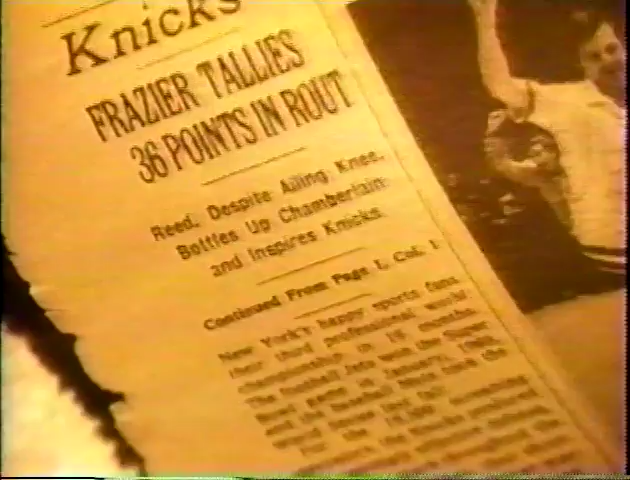 Knicks
FRAZIER TALLIES
36 POINTS IN ROUT
Reed, Despite Ailing Knee,
Bottles Up Chamberlain
and Inspires Knicks
Continued From Page 1, Col. 1
New York's happy sports fans,
their third professional world
championship in 16 months.
The football Jets won the Super
Bowl game in January, 1969,
and the baseball Mets took the